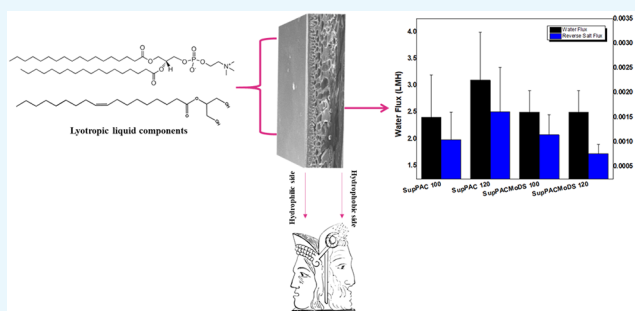 O
O
O
P
O
O⁻
N⁺
H
O
O
O
O
OH
OH
Lyotropic liquid components
Hydrophilic side
Hydrophobic side
Water Flux
Reverse Salt Flux
Water Flux (LMH)
4.0
3.5
3.0
2.5
2.0
1.5
0.0035
0.0030
0.0025
0.0020
0.0015
0.0010
0.0005
SupPAC 100
SupPAC 120
SupPACMoDS 100
SupPACMoDS 120